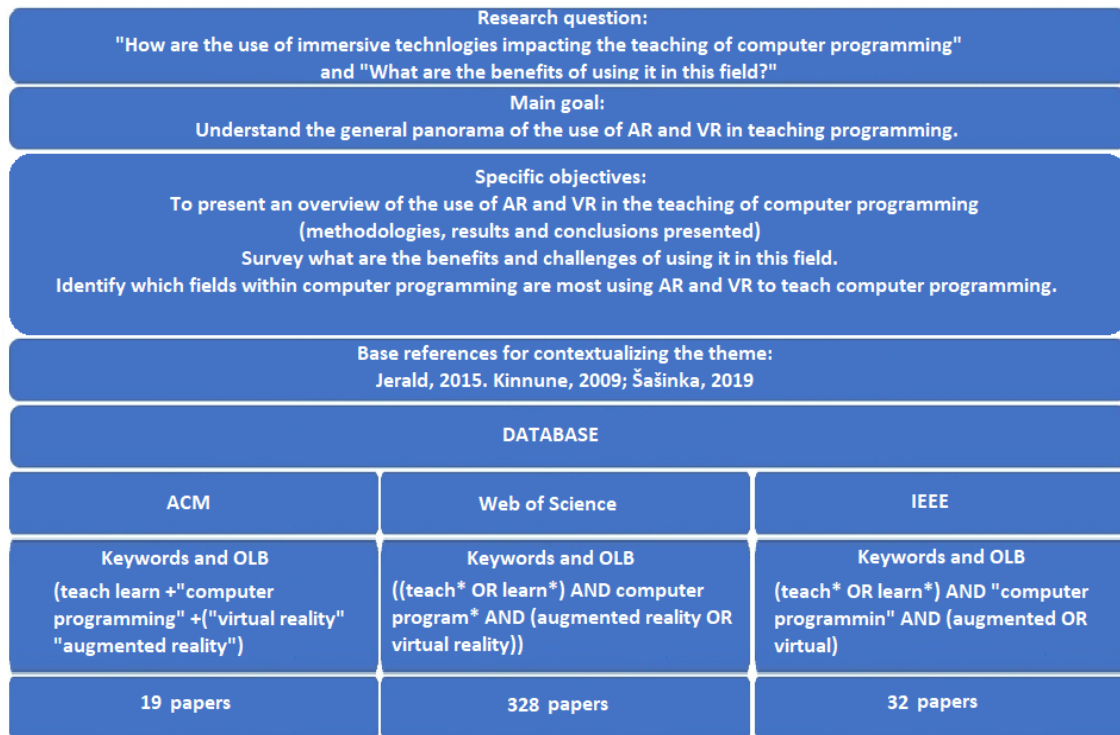 Research question:
"How are the use of immersive technlogies impacting the teaching of computer programming"
and "What are the benefits of using it in this field?"
Main goal:
Understand the general panorama of the use of AR and VR in teaching programming.
Specific objectives:
To present an overview of the use of AR and VR in the teaching of computer programming
(methodologies, results and conclusions presented)
Survey what are the benefits and challenges of using it in this field.
Identify which fields within computer programming are most using AR and VR to teach computer programming.
Base references for contextualizing the theme:
Jerald, 2015. Kinnune, 2009; Šašinka, 2019
DATABASE
ACM
Web of Science
IEEE
Keywords and OLB
(teach learn +"computer
programming" +("virtual reality"
"augmented reality")
Keywords and OLB
((teach* OR learn*) AND computer
program* AND (augmented reality OR
virtual reality))
Keywords and OLB
(teach* OR learn*) AND "computer
programmin" AND (augmented OR
virtual)
19 papers
328 papers
32 papers